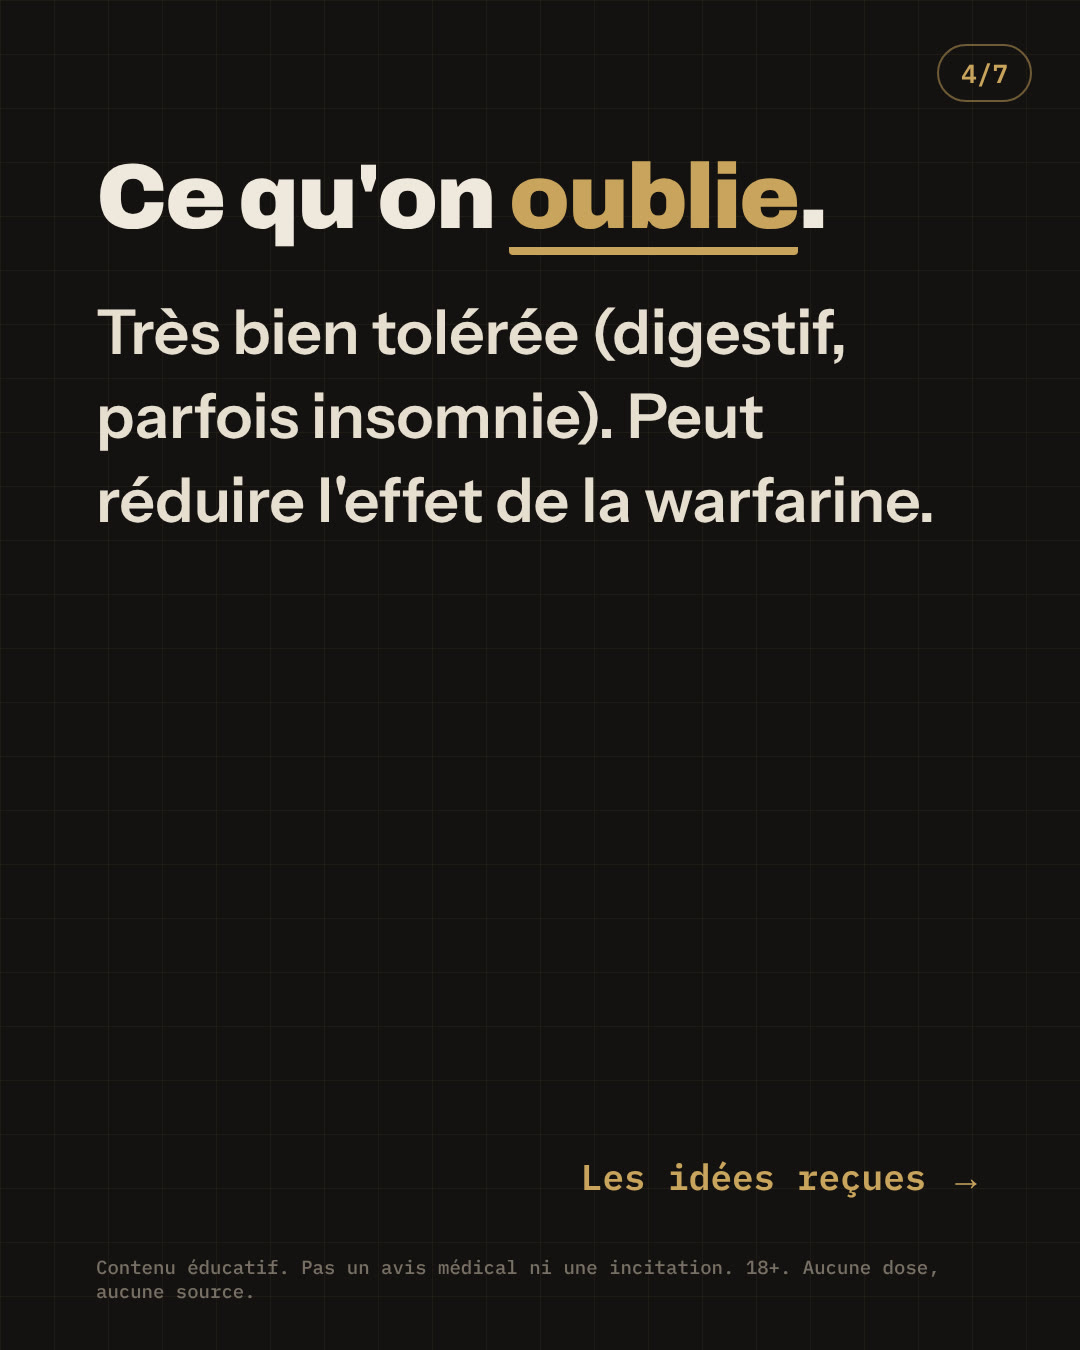 4/7
Ce qu'on oublie.
Très bien tolérée (digestif,
parfois insomnie). Peut
réduire l'effet de la warfarine.
Les idées reçues →
Contenu éducatif. Pas un avis médical ni une incitation. 18+. Aucune dose,
aucune source.